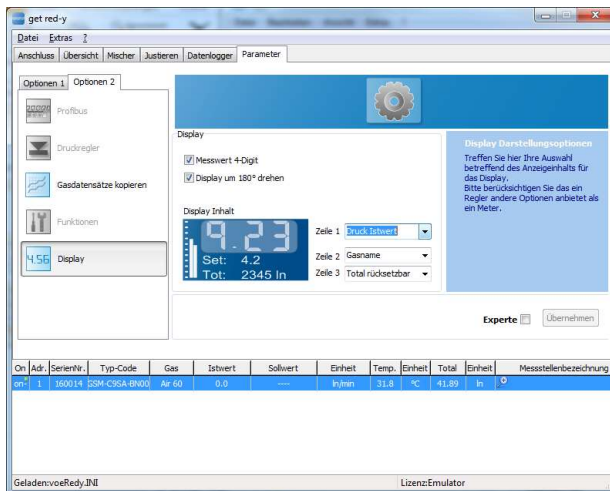 get red-y
Datei Extras ?
Anschluss Übersicht Mischer Justieren Datenlogger Parameter
Optionen 1 Optionen 2
Profibus
Druckregler
Gasdatensätze kopieren
Funktionen
4.56 Display
Display
Messwert 4-Digit
Display um 180° drehen
Display Inhalt
9.23
Set: 4.2
Tot: 2345 ln
Zeile 1 Druck Istwert
Zeile 2 Gasname
Zeile 3 Total rücksetzbar
Display Darstellungsoptionen
Treffen Sie hier Ihre Auswahl
betreffend des Anzeigeinhalts für
das Display.
Bitte berücksichtigen Sie das ein
Regler andere Optionen anbietet als
ein Meter.
Experte Übernehmen
On Adr. SerienNr. Typ-Code Gas Istwert Sollwert Einheit Temp. Einheit Total Einheit Messstellenbezeichnung
on 1 160014 GSM-C9SA-BN00 Air 60 0.0 ---- ln/min 31.8 °C 41.89 ln
Geladen:voeRedy.INI Lizenz:Emulator